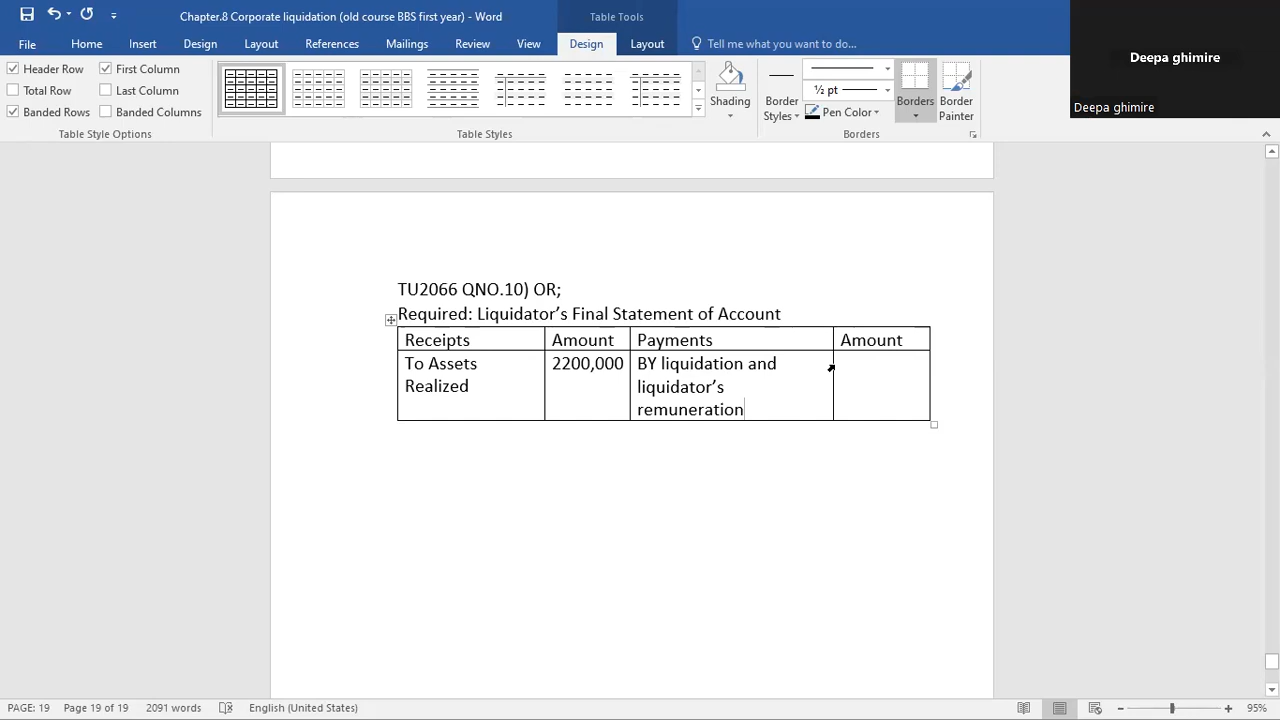 Chapter.8 Corporate liquidation (old course BBS first year) - Word
Table Tools
File Home Insert Design Layout References Mailings Review View Design Layout Tell me what you want to do...
Deepa ghimire
Deepa ghimire
Header Row First Column
Total Row Last Column
Banded Rows Banded Columns
Table Style Options
Table Styles
Shading
Border Styles
½ pt
Pen Color
Borders
Border Painter
Borders
TU2066 QNO.10) OR;
Required: Liquidator’s Final Statement of Account
Receipts Amount Payments Amount
To Assets 2200,000 BY liquidation and
Realized liquidator’s
remuneration
PAGE: 19 Page 19 of 19 2091 words English (United States) 95%